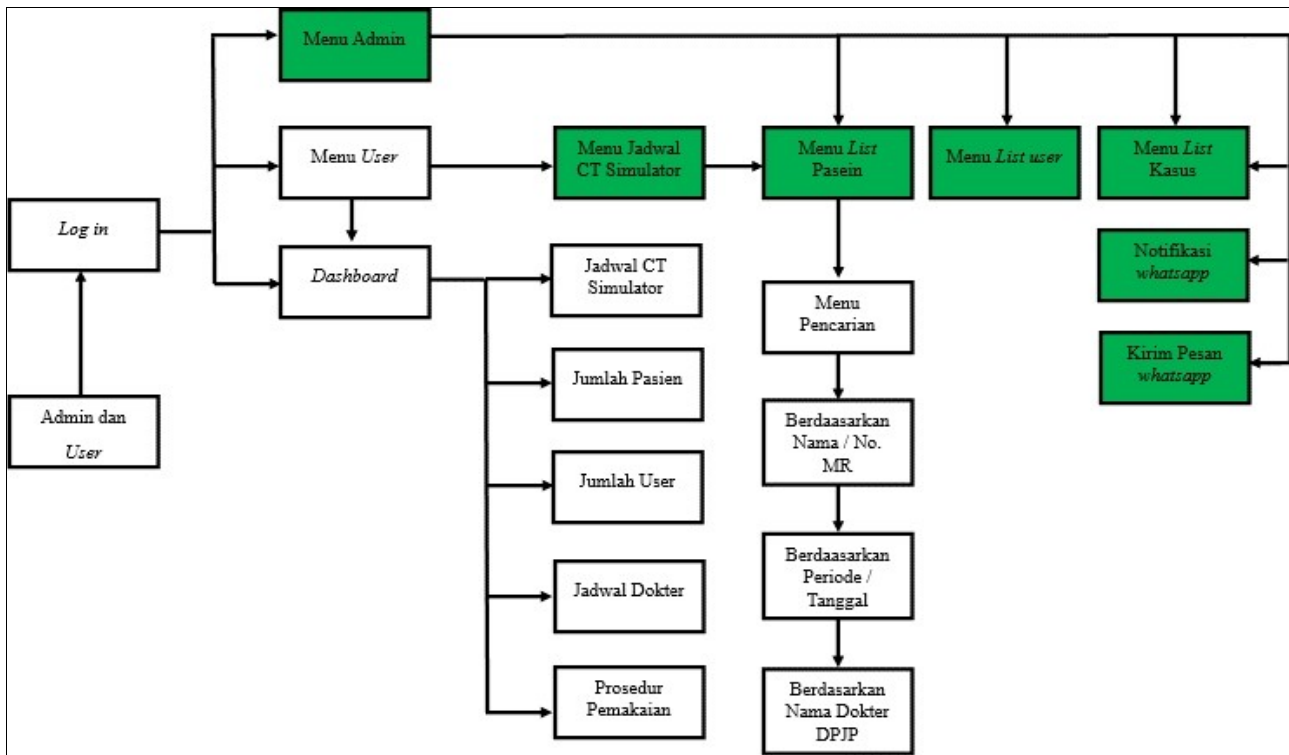 Menu Admin
Menu User
Menu Jadwal
CT Simulator
Menu List
Pasein
Menu List user
Menu List
Kasus
Log in
Dashboard
Jadwal CT
Simulator
Notifikasi
whatsapp
Menu
Pencarian
Kirim Pesan
whatsapp
Admin dan
User
Jumlah Pasien
Berdaasarkan
Nama / No.
MR
Jumlah User
Berdaasarkan
Periode /
Tanggal
Jadwal Dokter
Prosedur
Pemakaian
Berdasarkan
Nama Dokter
DPJP